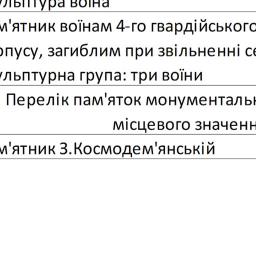 ульптура воїна
м'ятник воїнам 4-го гвардійського
рпусу, загиблим при звільненні се
ульптурна група: три воїни
Перелік пам'яток монументальн
місцевого значенн
м'ятник З.Космодем'янській